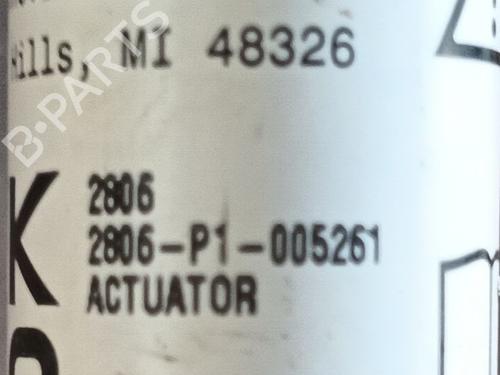 ills, MI 48326
B-PARTS
K
2806
2806-P1-005261
ACTUATOR